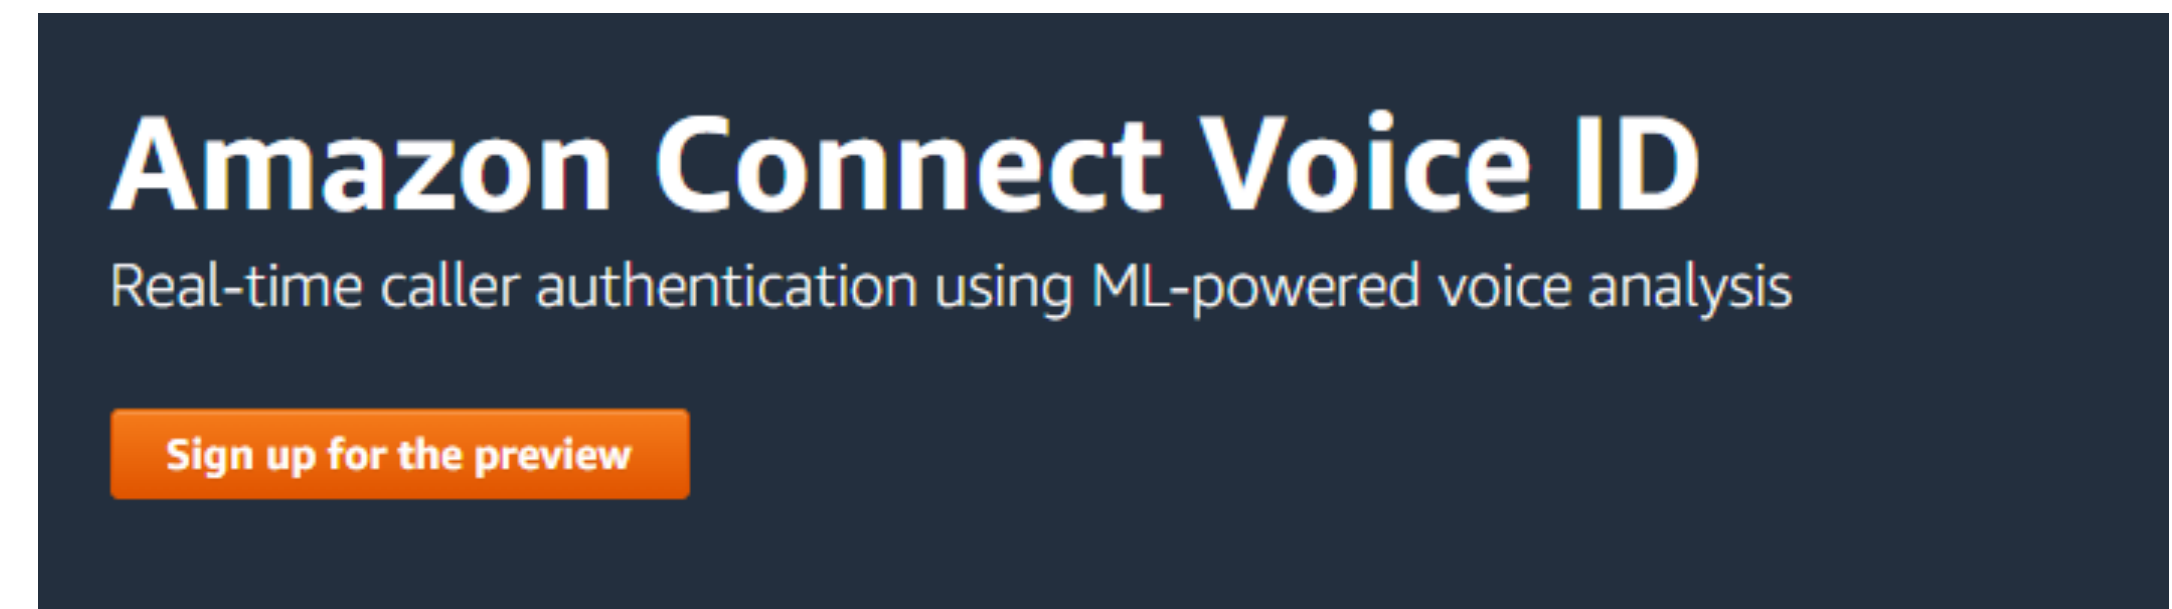 Amazon Connect Voice ID
Real-time caller authentication using ML-powered voice analysis
Sign up for the preview